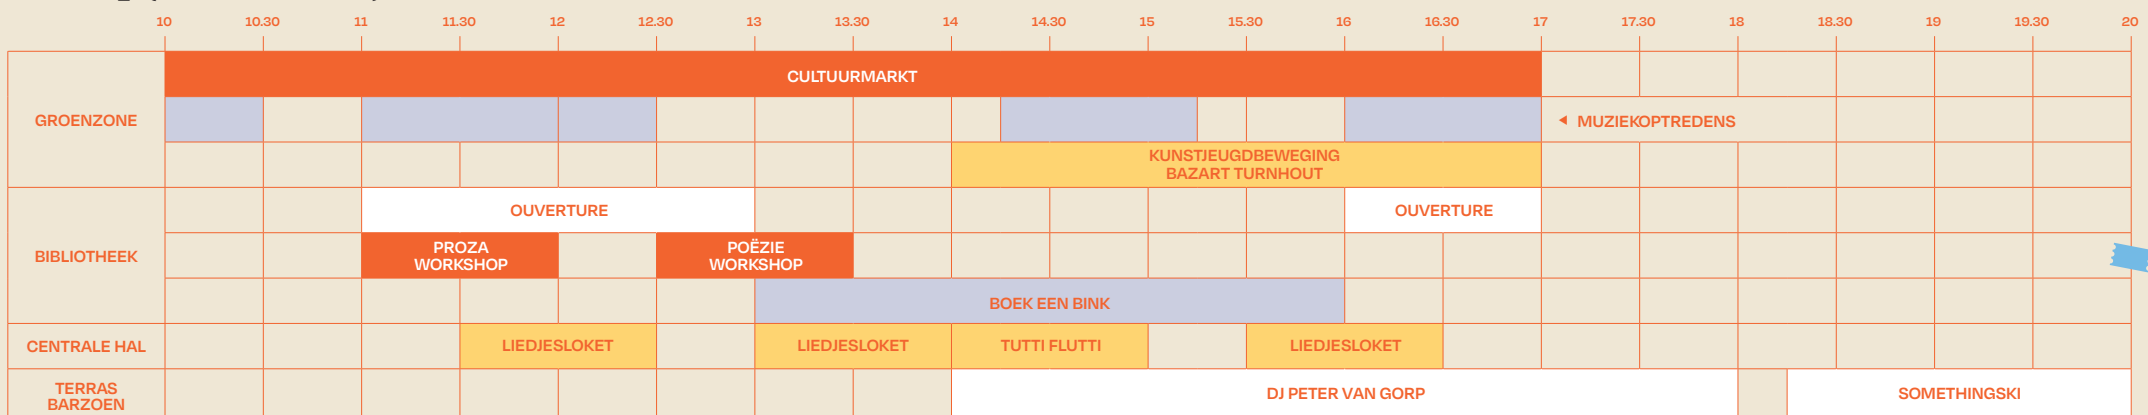 10 10.30 11 11.30 12 12.30 13 13.30 14 14.30 15 15.30 16 16.30 17 17.30 18 18.30 19 19.30 20
CULTUURMARKT
GROENZONE
MUZIEKOPTREDENS
KUNSTJEUGDBEWEGING
BAZART TURNHOUT
OUVERTURE OUVERTURE
BIBLIOTHEEK
PROZA
WORKSHOP
POËZIE
WORKSHOP
BOEK EEN BINK
CENTRALE HAL LIEDJESLOKET LIEDJESLOKET TUTTI FLUTTI LIEDJESLOKET
TERRAS
BARZOEN
DJ PETER VAN GORP SOMETHINGSKI